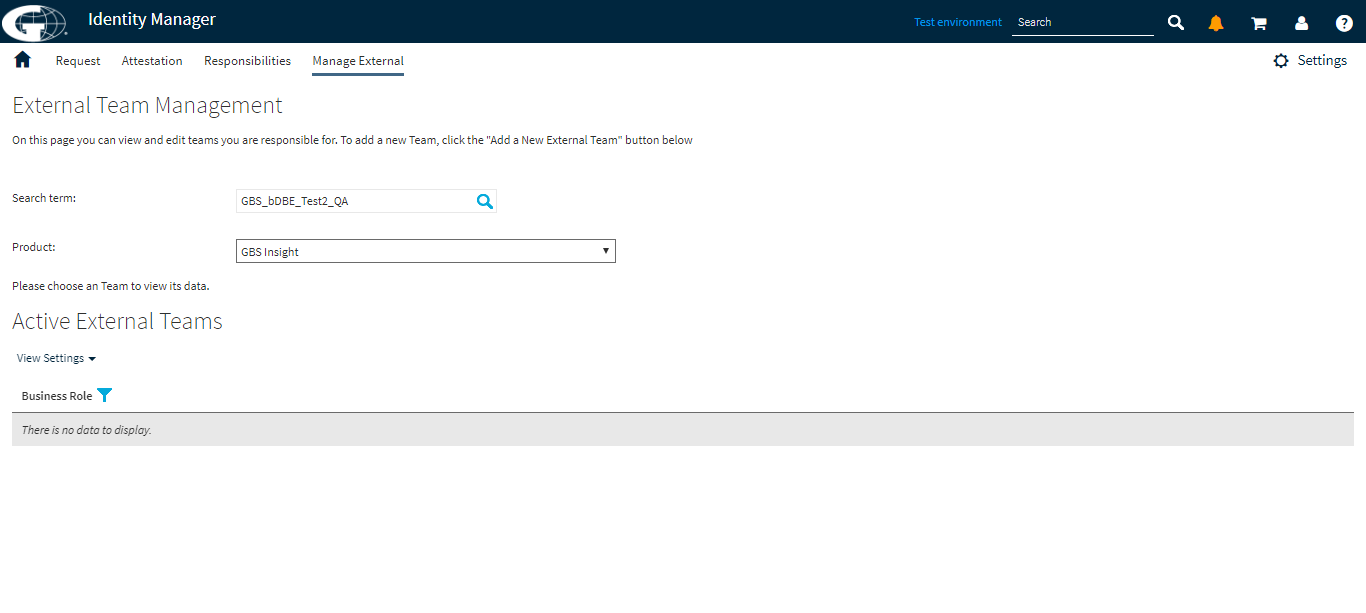 Identity Manager
Test environment
Search
Request
Attestation
Responsibilities
Manage External
Settings
External Team Management
On this page you can view and edit teams you are responsible for. To add a new Team, click the "Add a New External Team" button below
Search term:
GBS_bDBE_Test2_QA
Product:
GBS Insight
Please choose an Team to view its data.
Active External Teams
View Settings
Business Role
There is no data to display.